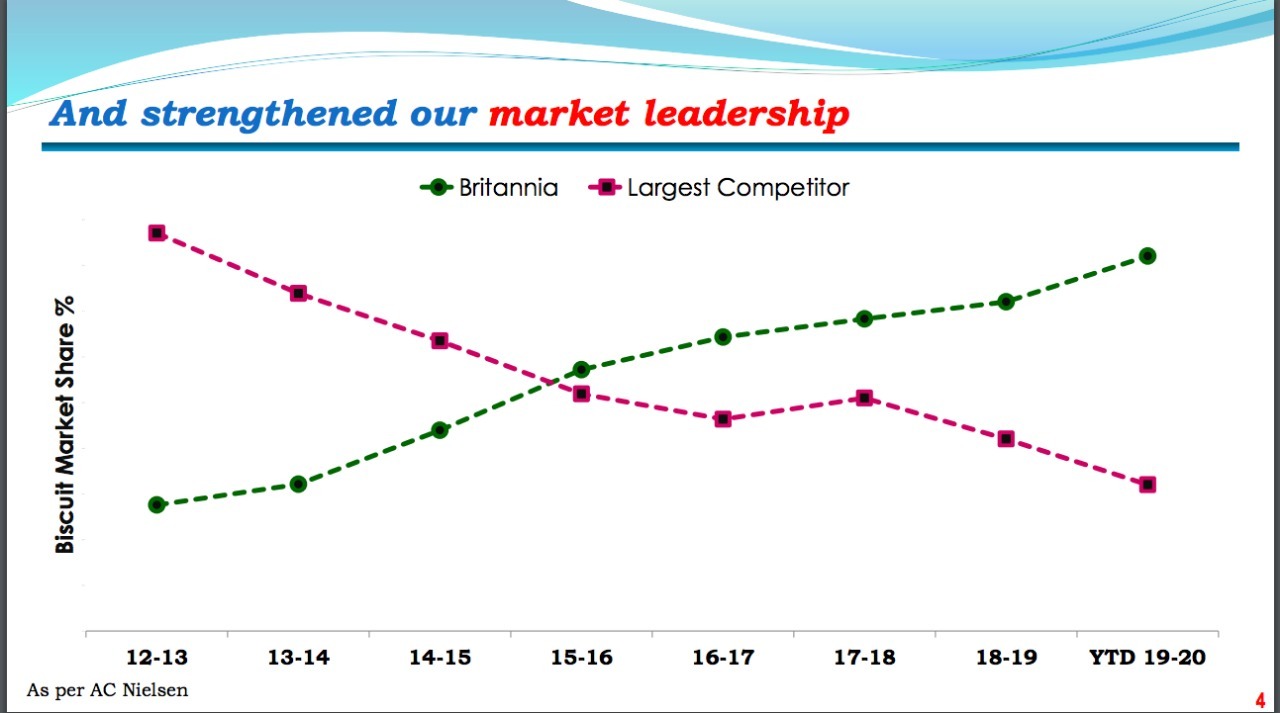 And strengthened our market leadership
Britannia
Largest Competitor
Biscuit Market Share %
12-13
13-14
14-15
15-16
16-17
17-18
18-19
YTD 19-20
As per AC Nielsen
4